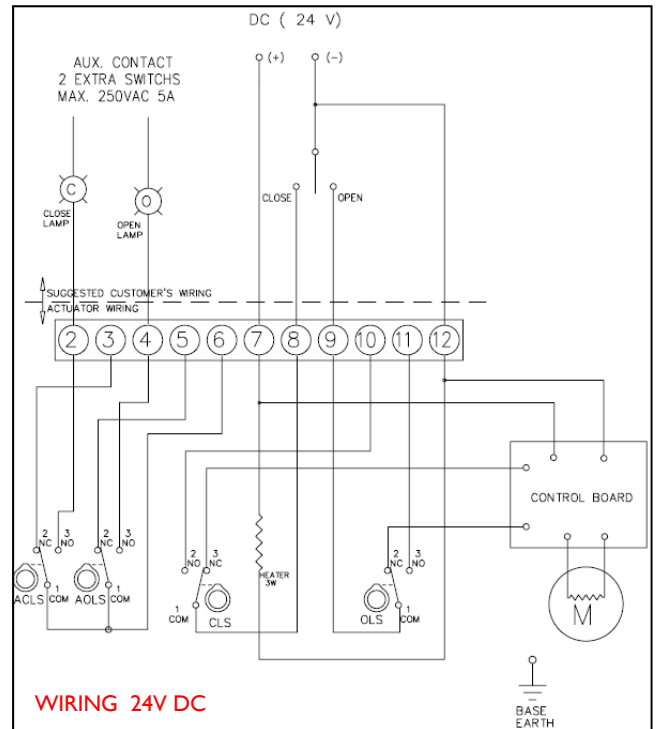 DC ( 24 V)
(+)
(-)
AUX. CONTACT
2 EXTRA SWITCHS
MAX. 250VAC 5A
C
CLOSE
LAMP
O
OPEN
LAMP
CLOSE
OPEN
SUGGESTED CUSTOMER'S WIRING
ACTUATOR WIRING
2 3 4 5 6 7 8 9 10 11 12
CONTROL BOARD
2
NC
3
NO
1
COM
ACLS
2
NC
3
NO
1
COM
AOLS
2
NO
3
NC
1
COM
CLS
HEATER
3W
2
NC
3
NO
1
COM
OLS
M
WIRING 24V DC
BASE
EARTH